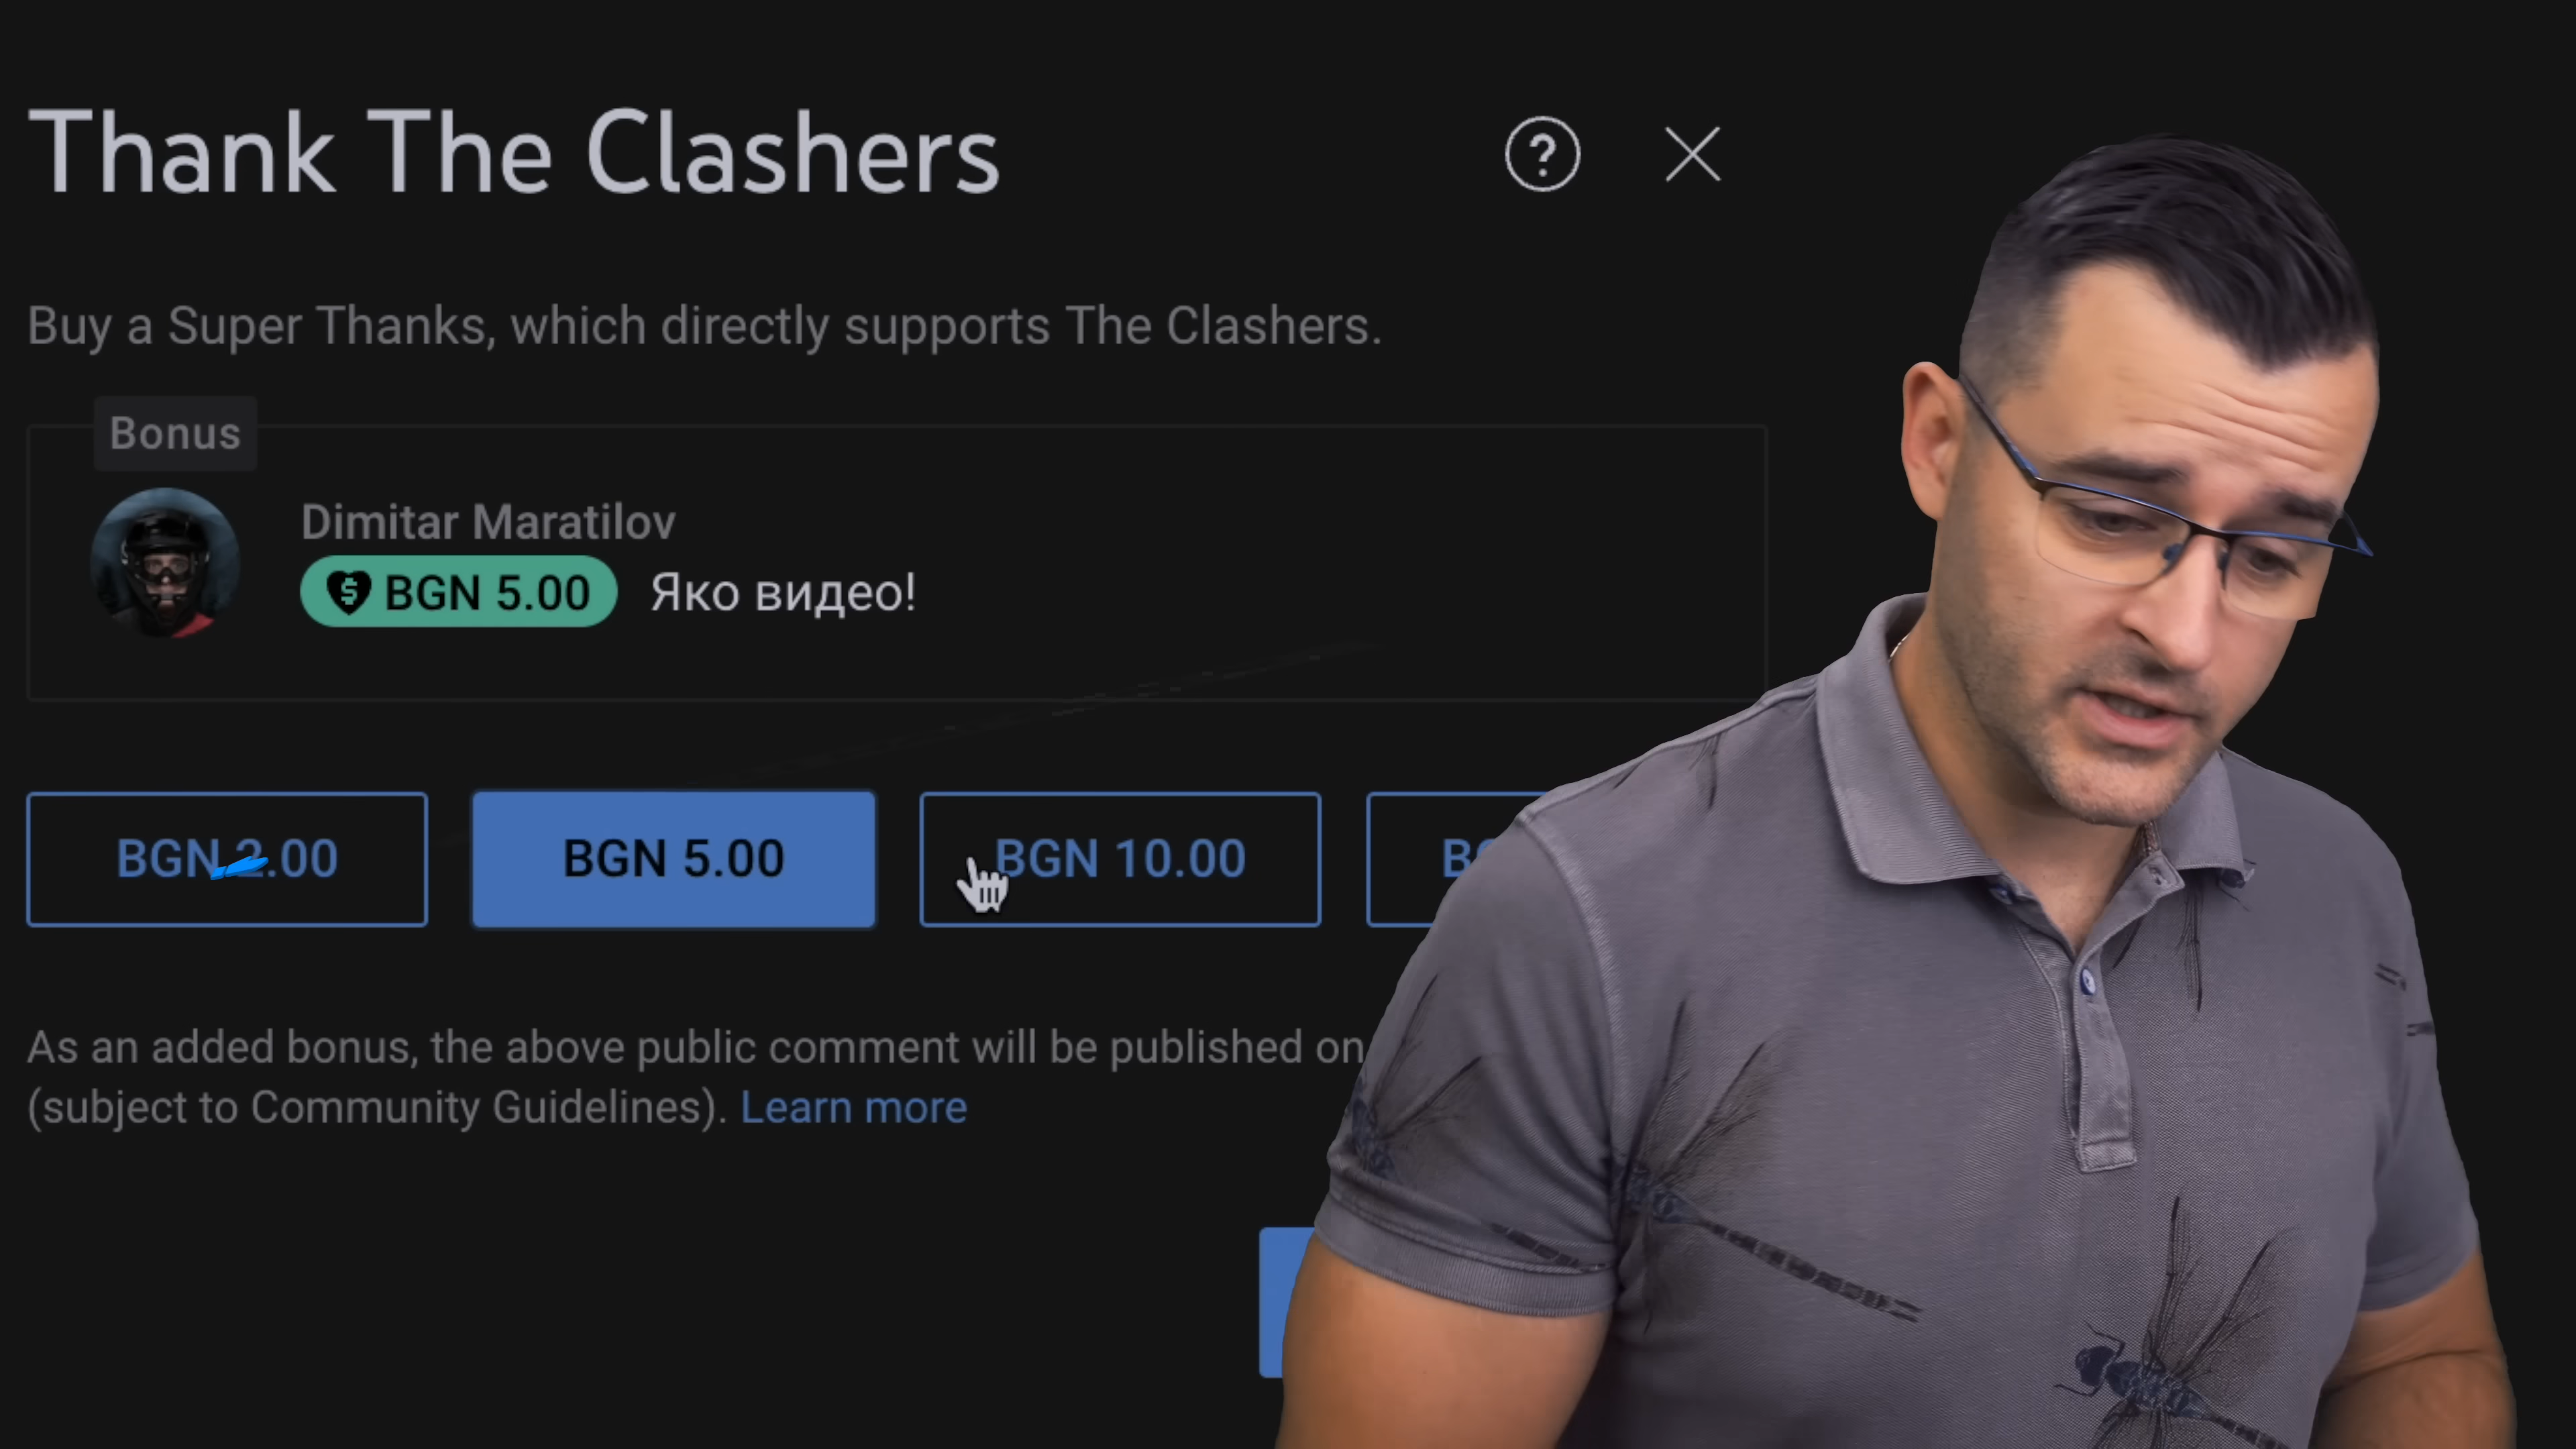 Thank The Clashers
Buy a Super Thanks, which directly supports The Clashers.
Bonus
Dimitar Maratilov
BGN 5.00 Яко видео!
BGN 2.00 BGN 5.00 BGN 10.00
As an added bonus, the above public comment will be published on
(subject to Community Guidelines). Learn more